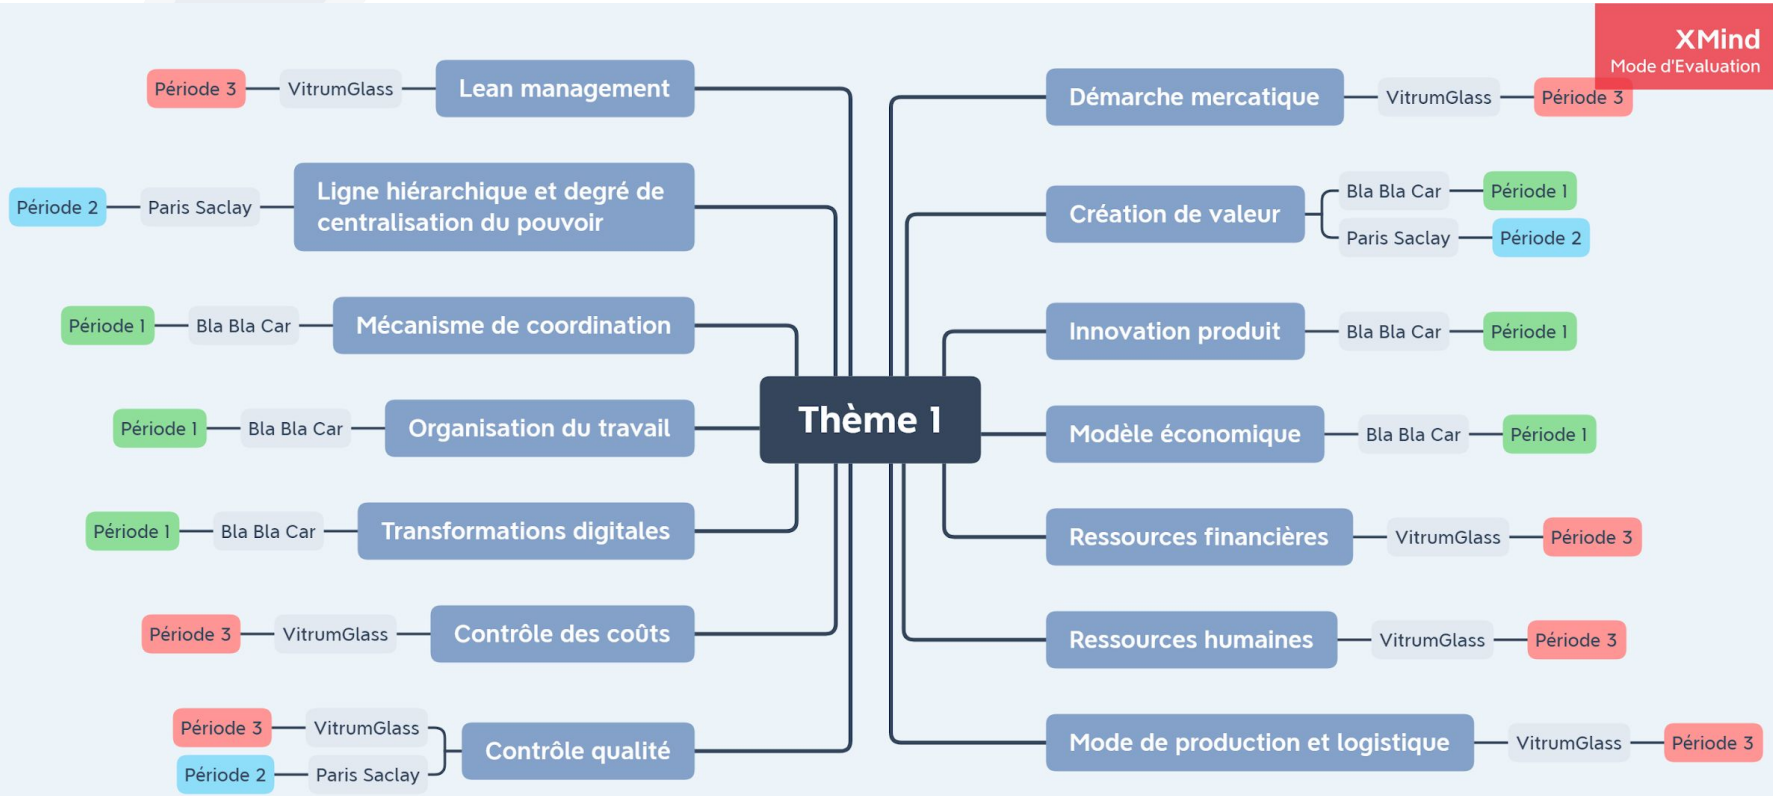 XMind
Mode d'Evaluation
Période 3
VitrumGlass
Lean management
Période 2
Paris Saclay
Ligne hiérarchique et degré de
centralisation du pouvoir
Période 1
Bla Bla Car
Mécanisme de coordination
Période 1
Bla Bla Car
Organisation du travail
Période 1
Bla Bla Car
Transformations digitales
Période 3
VitrumGlass
Contrôle des coûts
Période 3
VitrumGlass
Période 2
Paris Saclay
Contrôle qualité
Thème 1
Démarche mercatique
VitrumGlass
Période 3
Création de valeur
Bla Bla Car
Période 1
Paris Saclay
Période 2
Innovation produit
Bla Bla Car
Période 1
Modèle économique
Bla Bla Car
Période 1
Ressources financières
VitrumGlass
Période 3
Ressources humaines
VitrumGlass
Période 3
Mode de production et logistique
VitrumGlass
Période 3